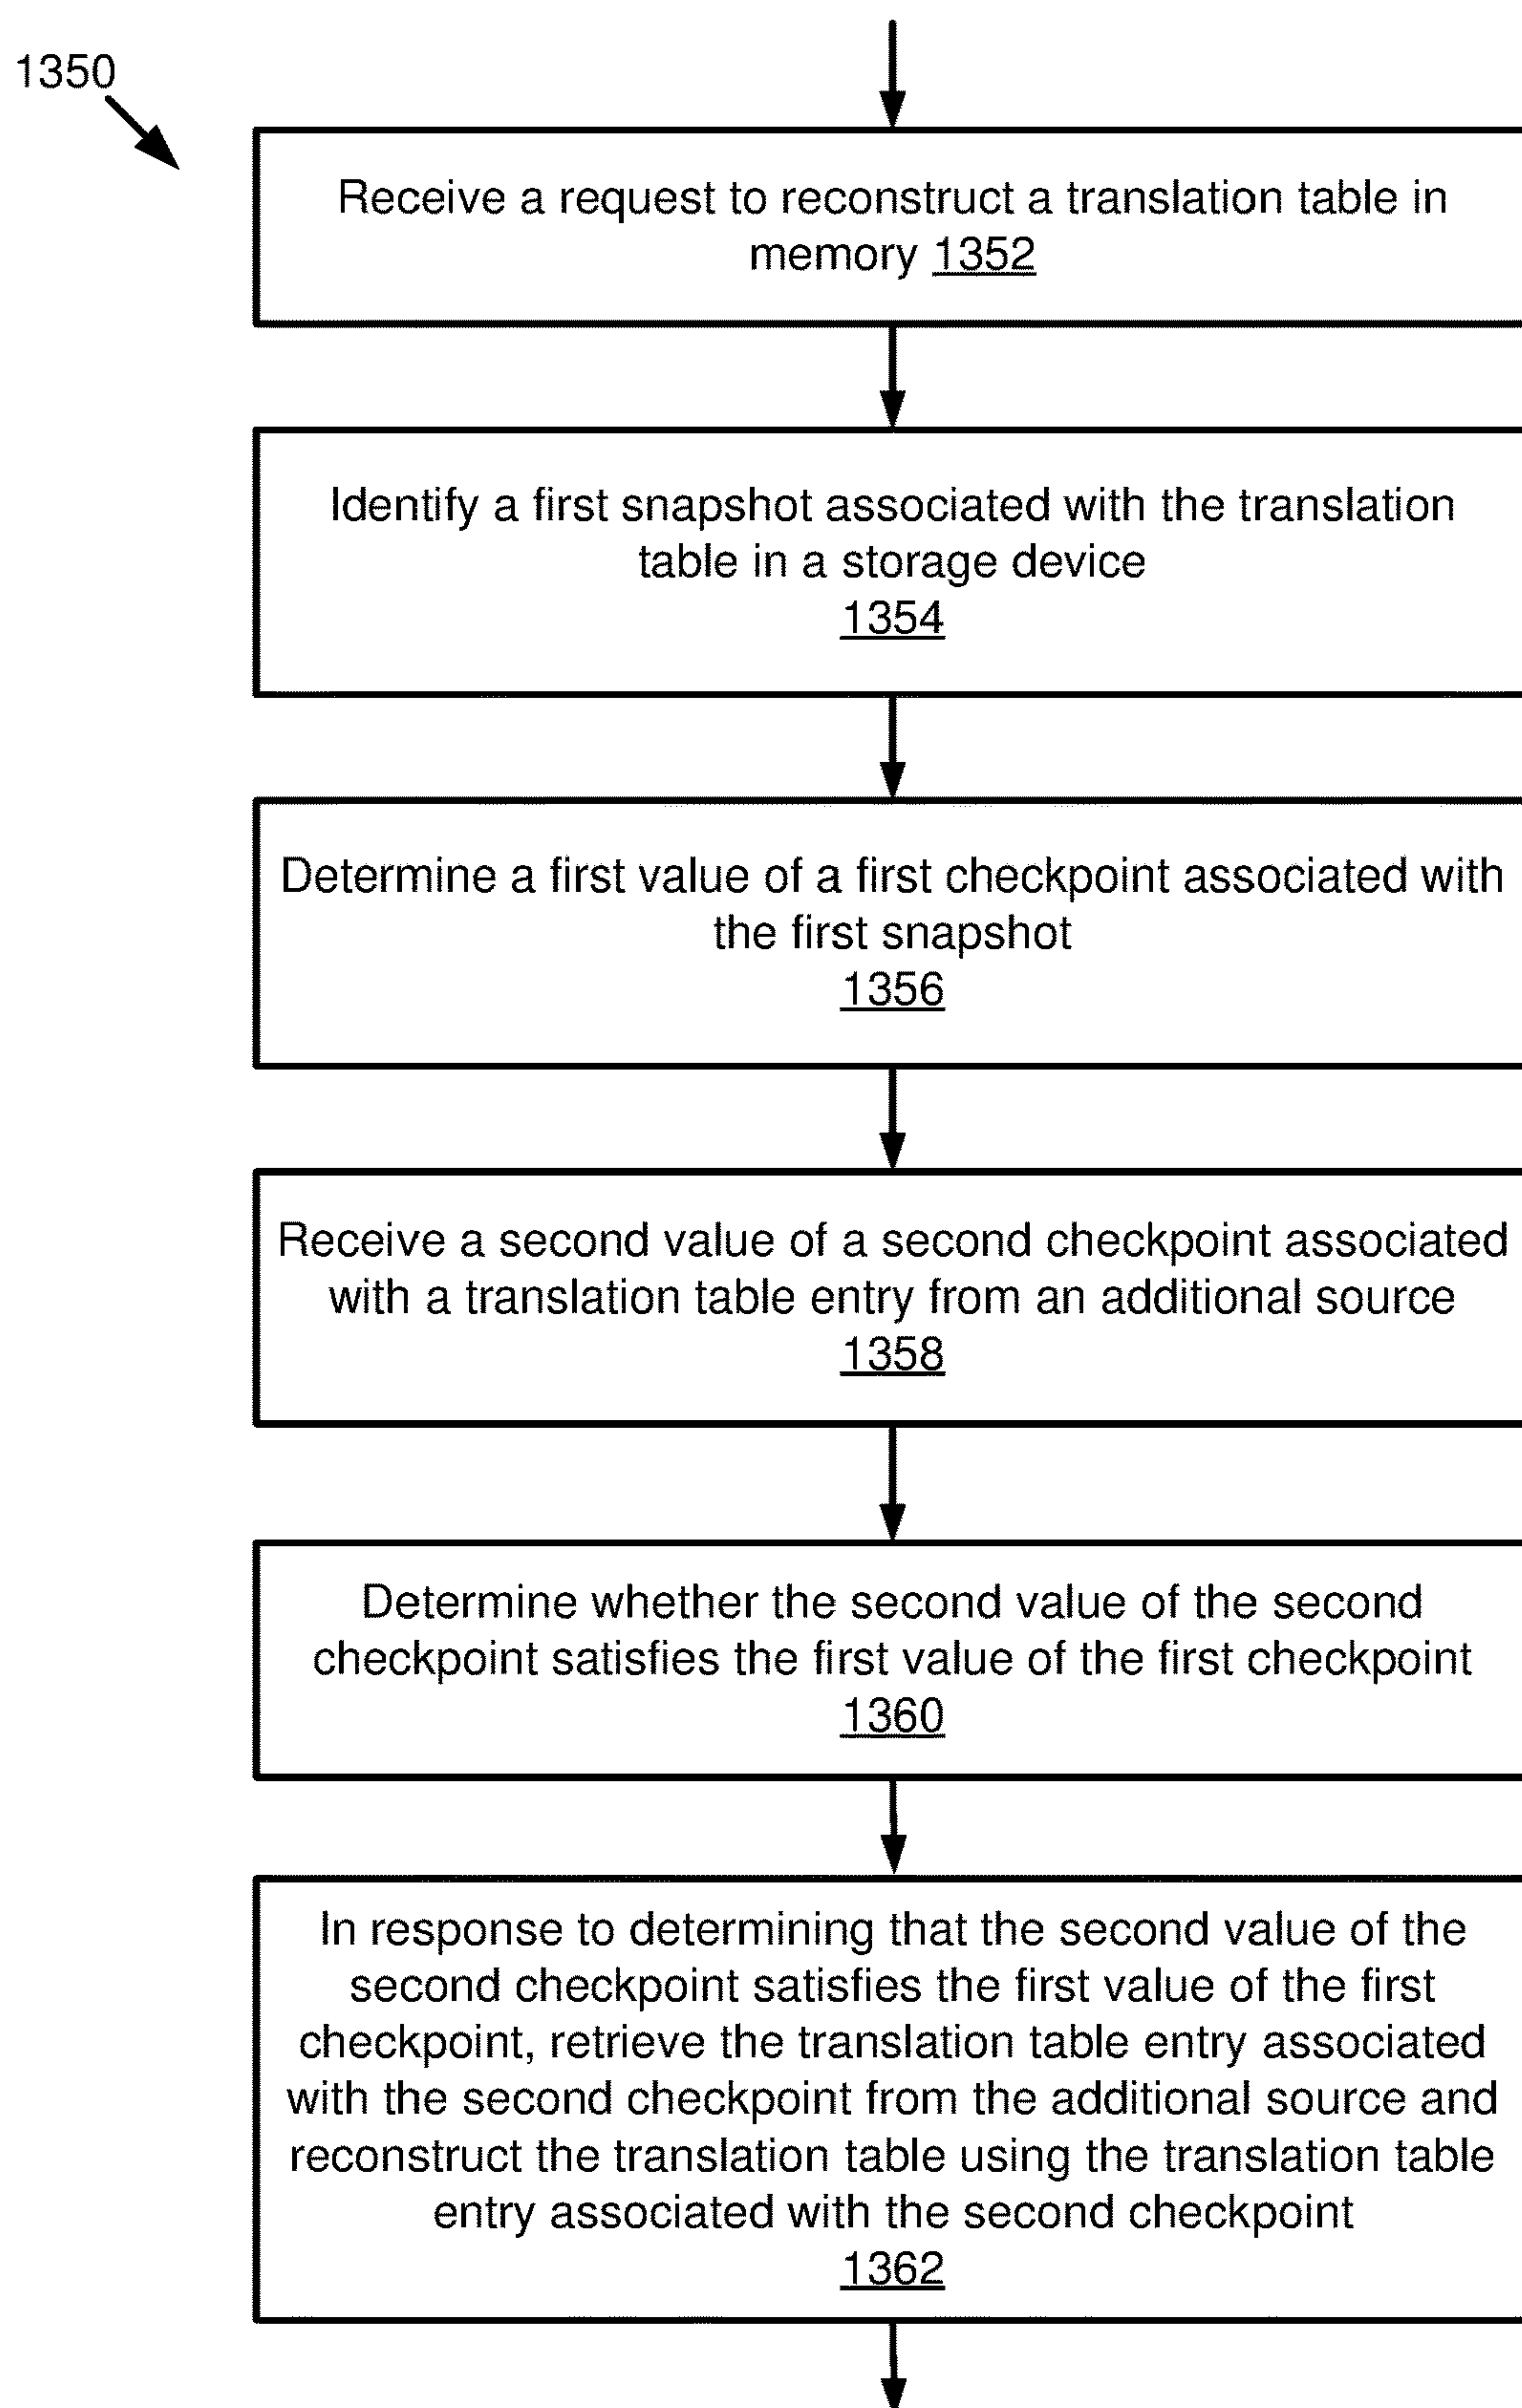 1350
Receive a request to reconstruct a translation table in
memory 1352
Identify a first snapshot associated with the translation
table in a storage device
1354
Determine a first value of a first checkpoint associated with
the first snapshot
1356
Receive a second value of a second checkpoint associated
with a translation table entry from an additional source
1358
Determine whether the second value of the second
checkpoint satisfies the first value of the first checkpoint
1360
In response to determining that the second value of the
second checkpoint satisfies the first value of the first
checkpoint, retrieve the translation table entry associated
with the second checkpoint from the additional source and
reconstruct the translation table using the translation table
entry associated with the second checkpoint
1362